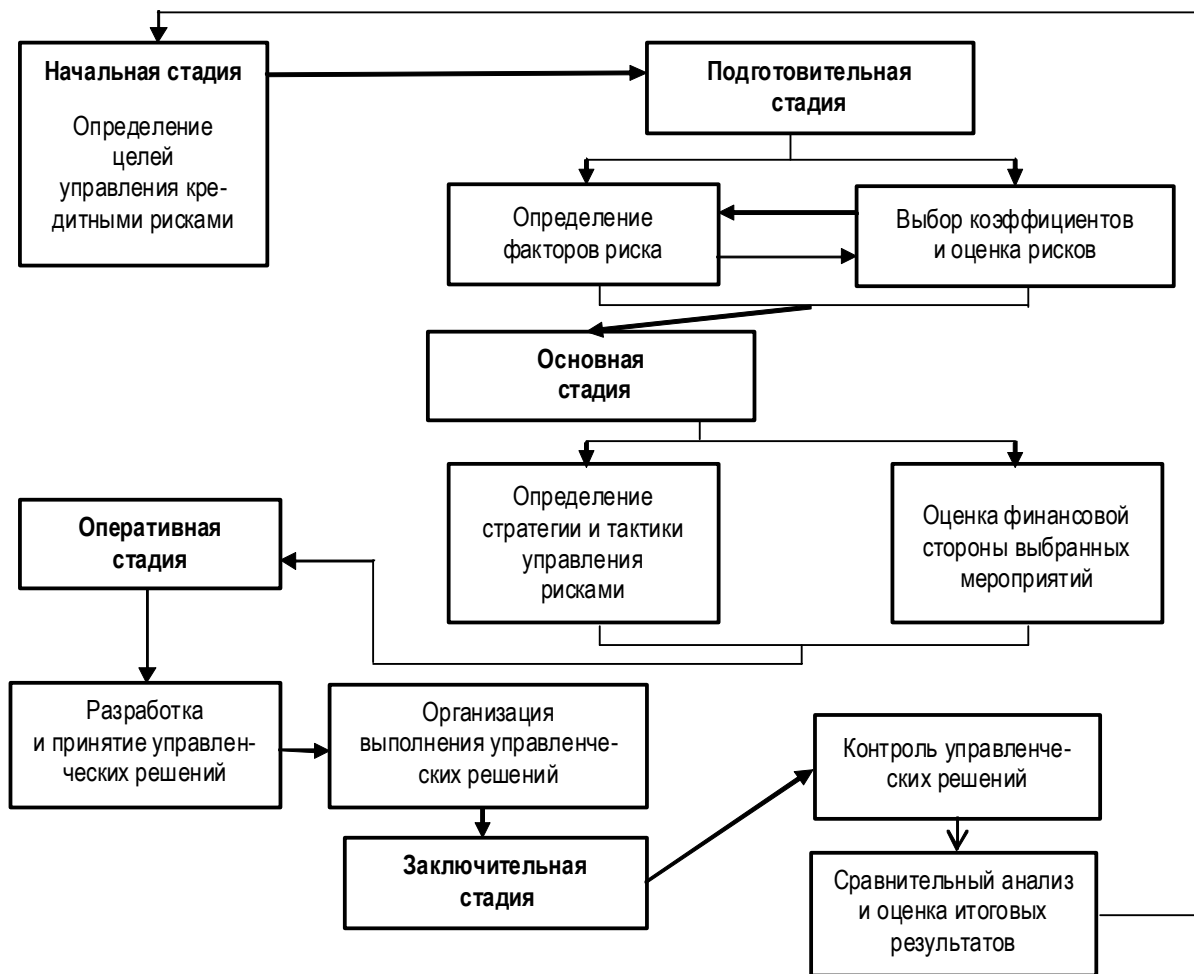 Начальная стадия
Определение
целей
управления кре-
дитными рисками
Подготовительная
стадия
Определение
факторов риска
Выбор коэффициентов
и оценка рисков
Основная
стадия
Определение
стратегии и тактики
управления
рисками
Оценка финансовой
стороны выбранных
мероприятий
Оперативная
стадия
Разработка
и принятие управлен-
ческих решений
Организация
выполнения управленче-
ских решений
Заключительная
стадия
Контроль управленче-
ских решений
Сравнительный анализ
и оценка итоговых
результатов